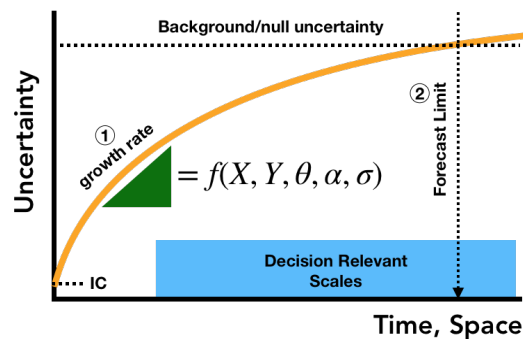 Background/null uncertainty
Uncertainty
①
growth rate
= f(X, Y, θ, α, σ)
②
Forecast Limit
IC
Decision Relevant
Scales
Time, Space